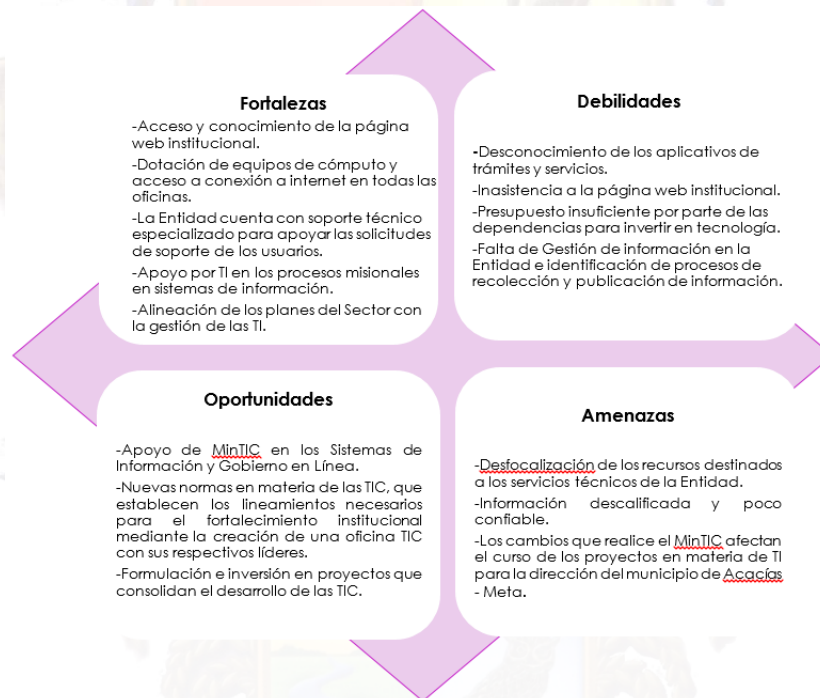 Fortalezas
-Acceso y conocimiento de la página
web institucional.
-Dotación de equipos de cómputo y
acceso a conexión a internet en todas las
oficinas.
-La Entidad cuenta con soporte técnico
especializado para apoyar las solicitudes
de soporte de los usuarios.
-Apoyo por TI en los procesos misionales
en sistemas de información.
-Alineación de los planes del Sector con
la gestión de las TI.
Debilidades
-Desconocimiento de los aplicativos de
trámites y servicios.
-Inasistencia a la página web institucional.
-Presupuesto insuficiente por parte de las
dependencias para invertir en tecnología.
-Falta de Gestión de información en la
Entidad e identificación de procesos de
recolección y publicación de información.
Oportunidades
-Apoyo de MinTIC en los Sistemas de
Información y Gobierno en Línea.
-Nuevas normas en materia de las TIC, que
establecen los lineamientos necesarios
para el fortalecimiento institucional
mediante la creación de una oficina TIC
con sus respectivos líderes.
-Formulación e inversión en proyectos que
consolidan el desarrollo de las TIC.
Amenazas
-Desfocalización de los recursos destinados
a los servicios técnicos de la Entidad.
-Información descalificada y poco
confiable.
-Los cambios que realice el MinTIC afectan
el curso de los proyectos en materia de TI
para la dirección del municipio de Acacías
- Meta.